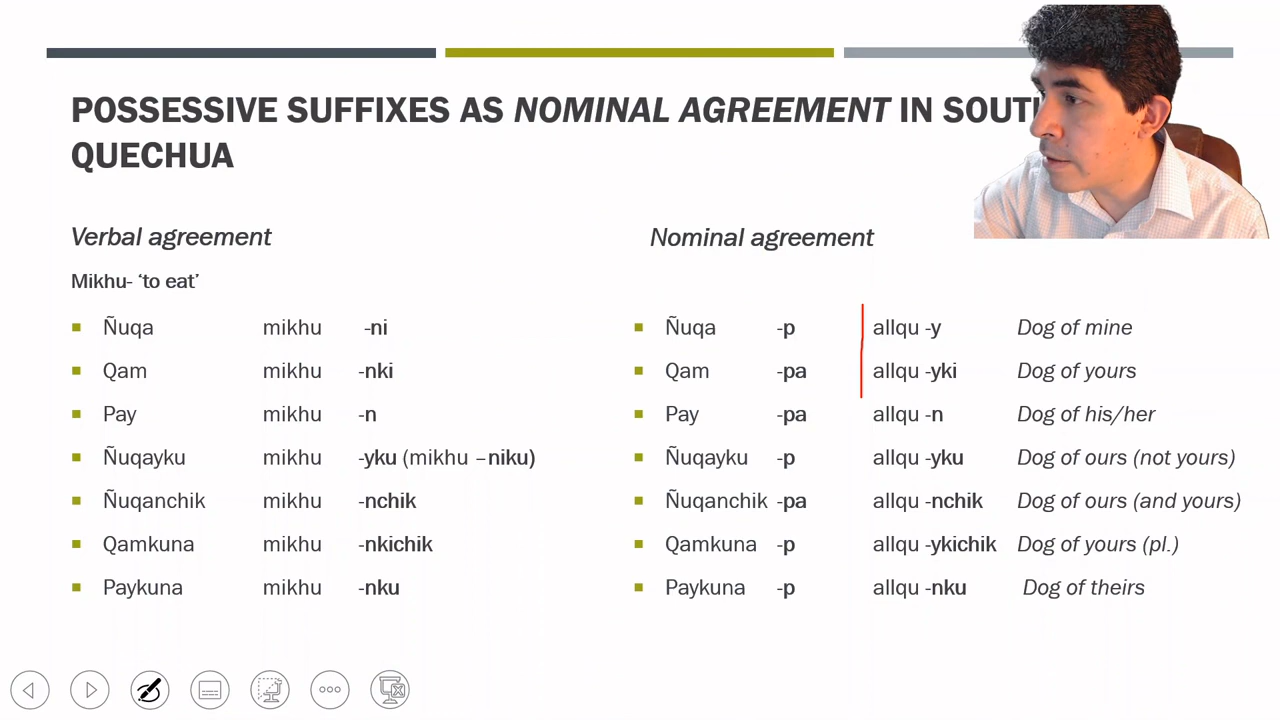 POSSESSIVE SUFFIXES AS NOMINAL AGREEMENT IN
QUECHUA
Verbal agreement
Mikhu- ‘to eat’
Ñuqa mikhu -ni
Qam mikhu -nki
Pay mikhu -n
Ñuqayku mikhu -yku (mikhu –niku)
Ñuqanchik mikhu -nchik
Qamkuna mikhu -nkichik
Paykuna mikhu -nku
Nominal agreement
Ñuqa -p allqu -y Dog of mine
Qam -pa allqu -yki Dog of yours
Pay -pa allqu -n Dog of his/her
Ñuqayku -p allqu -yku Dog of ours (not yours)
Ñuqanchik -pa allqu -nchik Dog of ours (and yours)
Qamkuna -p allqu -ykichik Dog of yours (pl.)
Paykuna -p allqu -nku Dog of theirs